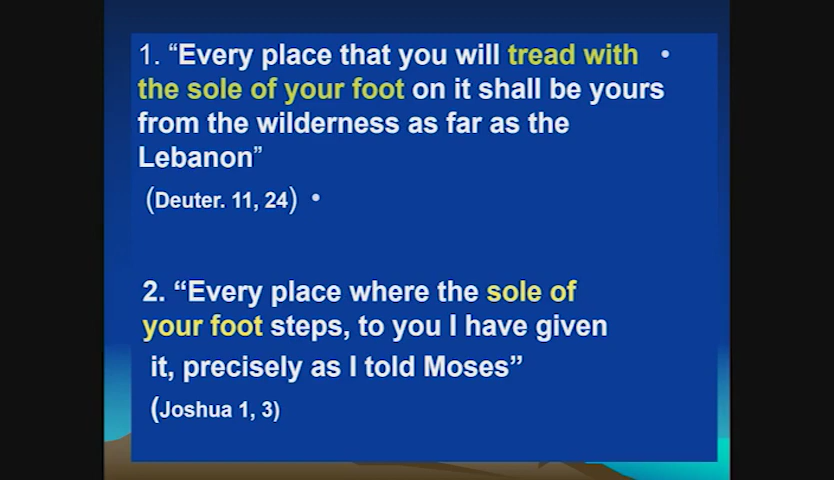 1. “Every place that you will tread with •
the sole of your foot on it shall be yours
from the wilderness as far as the
Lebanon”
(Deuter. 11, 24) •
2. “Every place where the sole of
your foot steps, to you I have given
it, precisely as I told Moses”
(Joshua 1, 3)